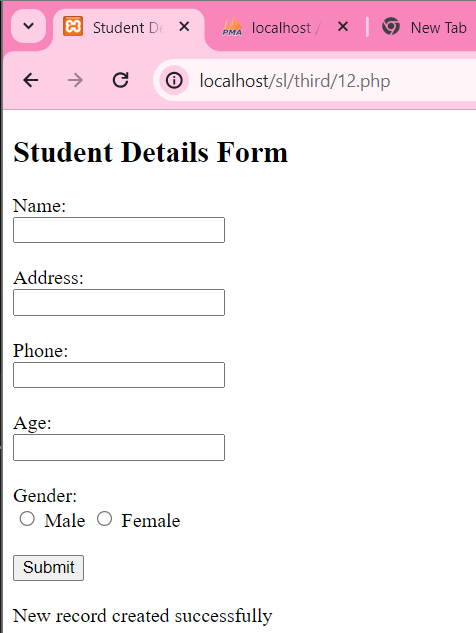 Student De
PMA
localhost /
New Tab
localhost/sl/third/12.php
Student Details Form
Name:
Address:
Phone:
Age:
Gender:
Male Female
Submit
New record created successfully